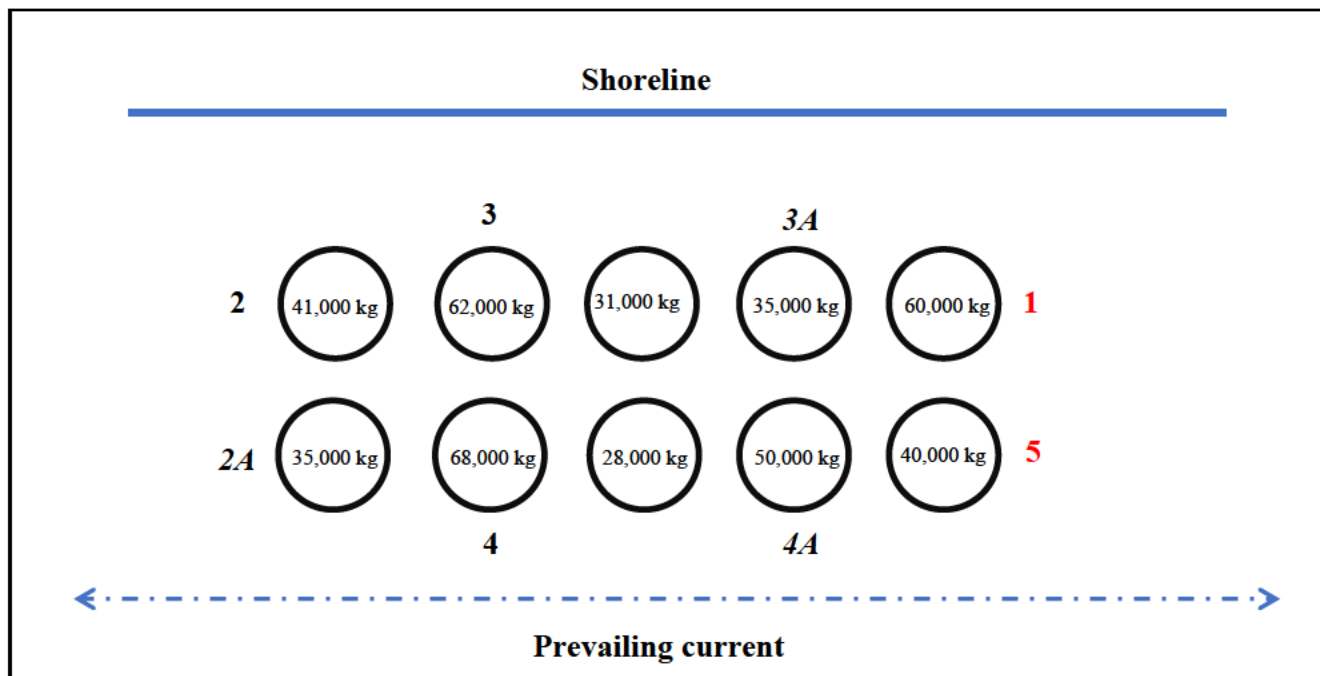 Shoreline
3 3A
2 41,000 kg 62,000 kg 31,000 kg 35,000 kg 60,000 kg 1
2A 35,000 kg 68,000 kg 28,000 kg 50,000 kg 40,000 kg 5
4 4A
Prevailing current